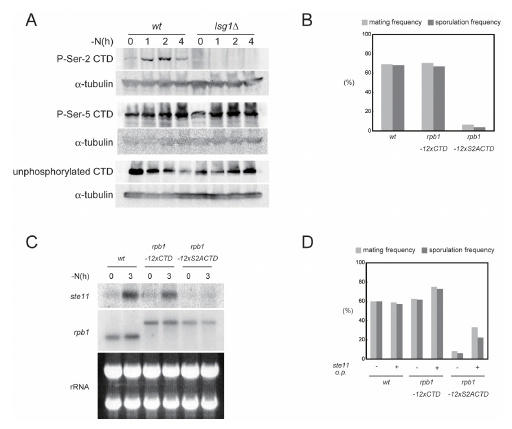 A
wt
lsg1Δ
-N(h) 0 1 2 4 0 1 2 4
P-Ser-2 CTD
α-tubulin
P-Ser-5 CTD
α-tubulin
unphosphorylated CTD
α-tubulin
B
mating frequency sporulation frequency
100
80
60
(%)
40
20
0
wt rpb1 rpb1
-12xCTD -12xS2ACTD
C
rpb1 rpb1
wt -12xCTD -12xS2ACTD
-N(h) 0 3 0 3 0 3
ste11
rpb1
rRNA
D
mating frequency sporulation frequency
100
80
60
(%)
40
20
0
ste11 - + - + - +
o.p.
wt rpb1 rpb1
-12xCTD -12xS2ACTD